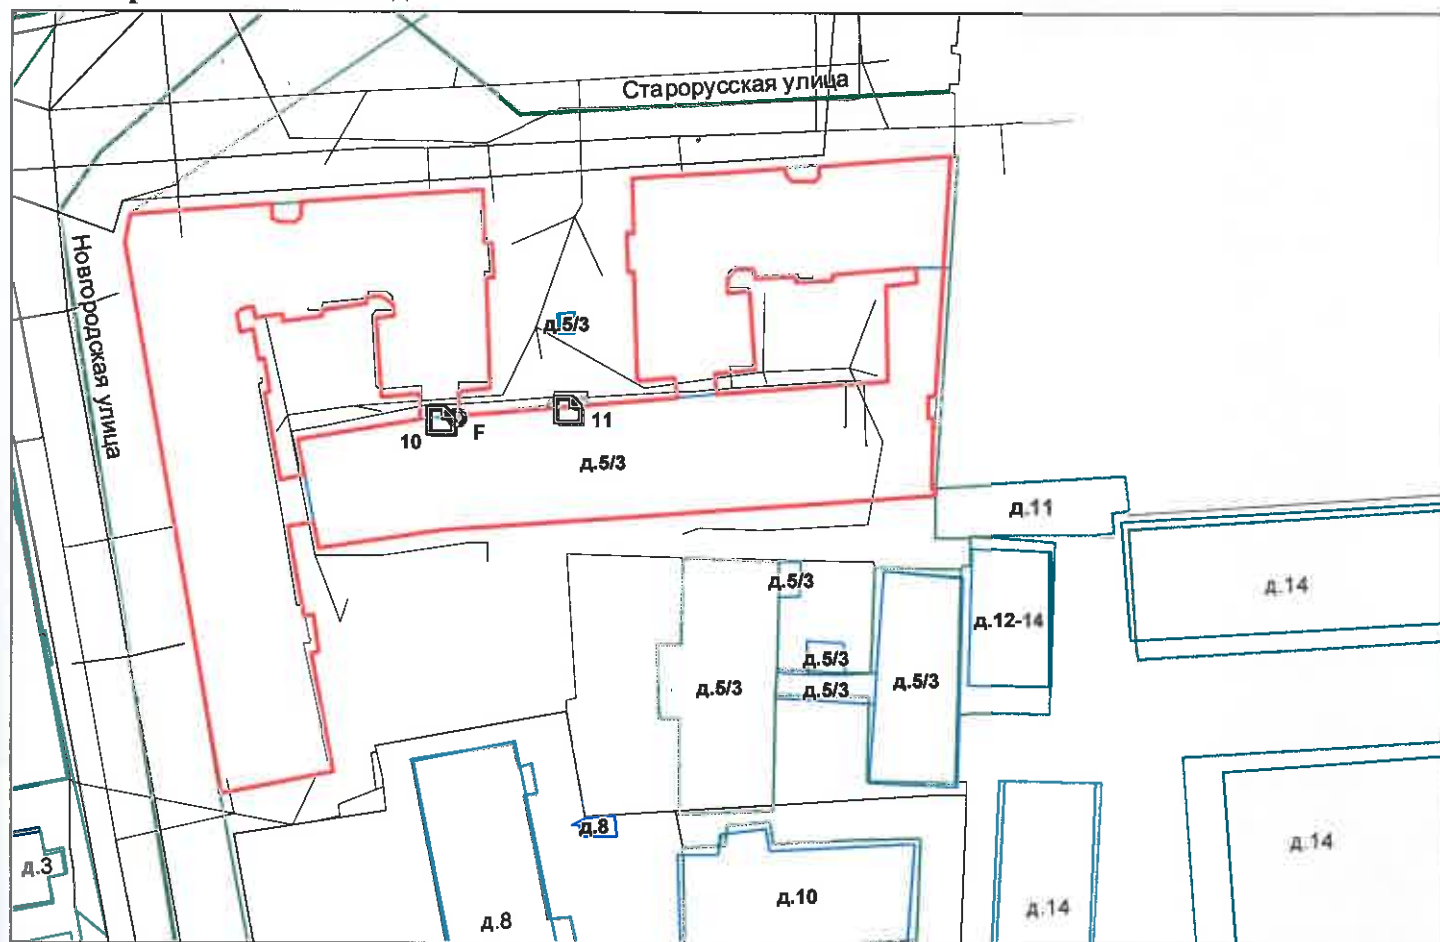 Старорусская улица
Новгородская улица
д.5/3
10
F
11
д.5/3
д.11
д.5/3
д.14
д.12-14
д.5/3
д.5/3
д.5/3
д.5/3
д.8
д.14
д.3
д.10
д.14
д.8